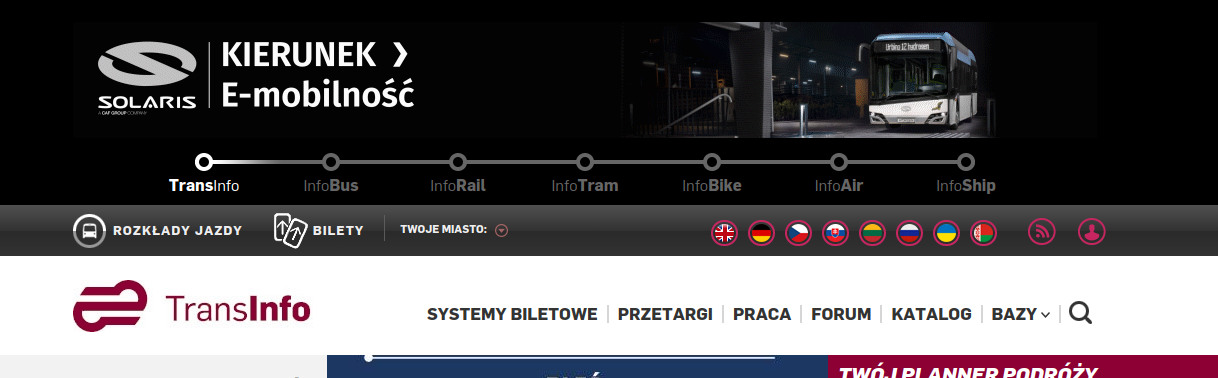 KIERUNEK ❯
E-mobilność
SOLARIS
A CAF GROUP COMPANY
Urbino 12 hydrogen
TransInfo
InfoBus
InfoRail
InfoTram
InfoBike
InfoAir
InfoShip
ROZKŁADY JAZDY
BILETY
TWOJE MIASTO:
TransInfo
SYSTEMY BILETOWE
PRZETARGI
PRACA
FORUM
KATALOG
BAZY
TWÓJ PLANNER PODRÓŻY